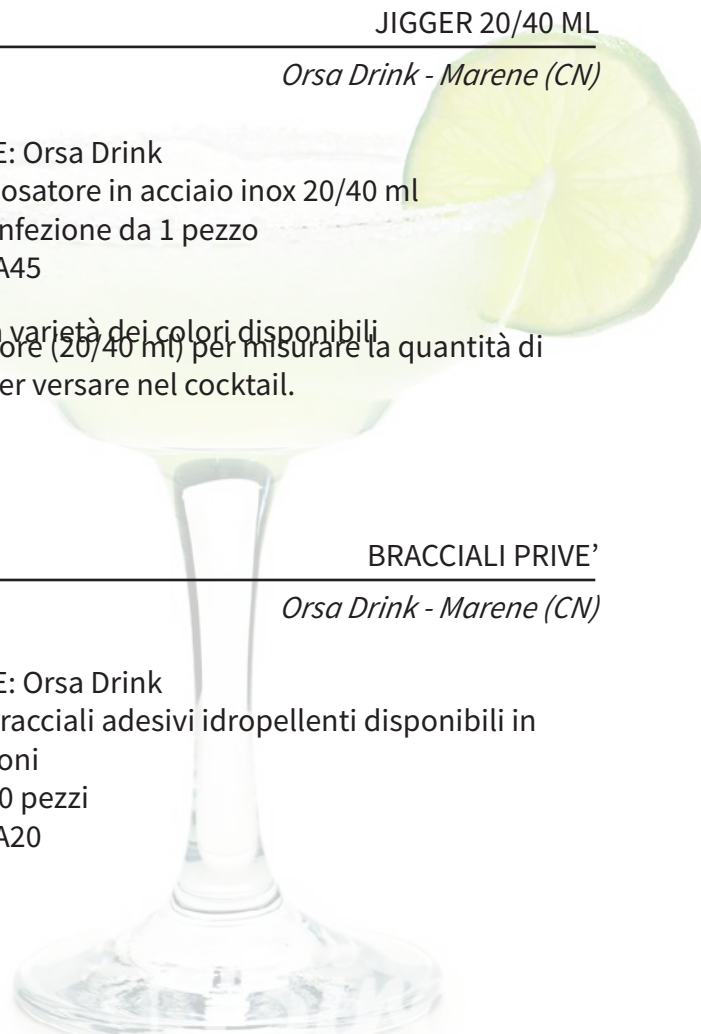 JIGGER 20/40 ML
Orsa Drink - Marene (CN)
E: Orsa Drink
osatore in acciaio inox 20/40 ml
nfezione da 1 pezzo
A45
varietà dei colori disponibili
ore (20/40 ml) per misurare la quantità di
er versare nel cocktail.
BRACCIALI PRIVE’
Orsa Drink - Marene (CN)
E: Orsa Drink
racciali adesivi idropellenti disponibili in
oni
0 pezzi
A20